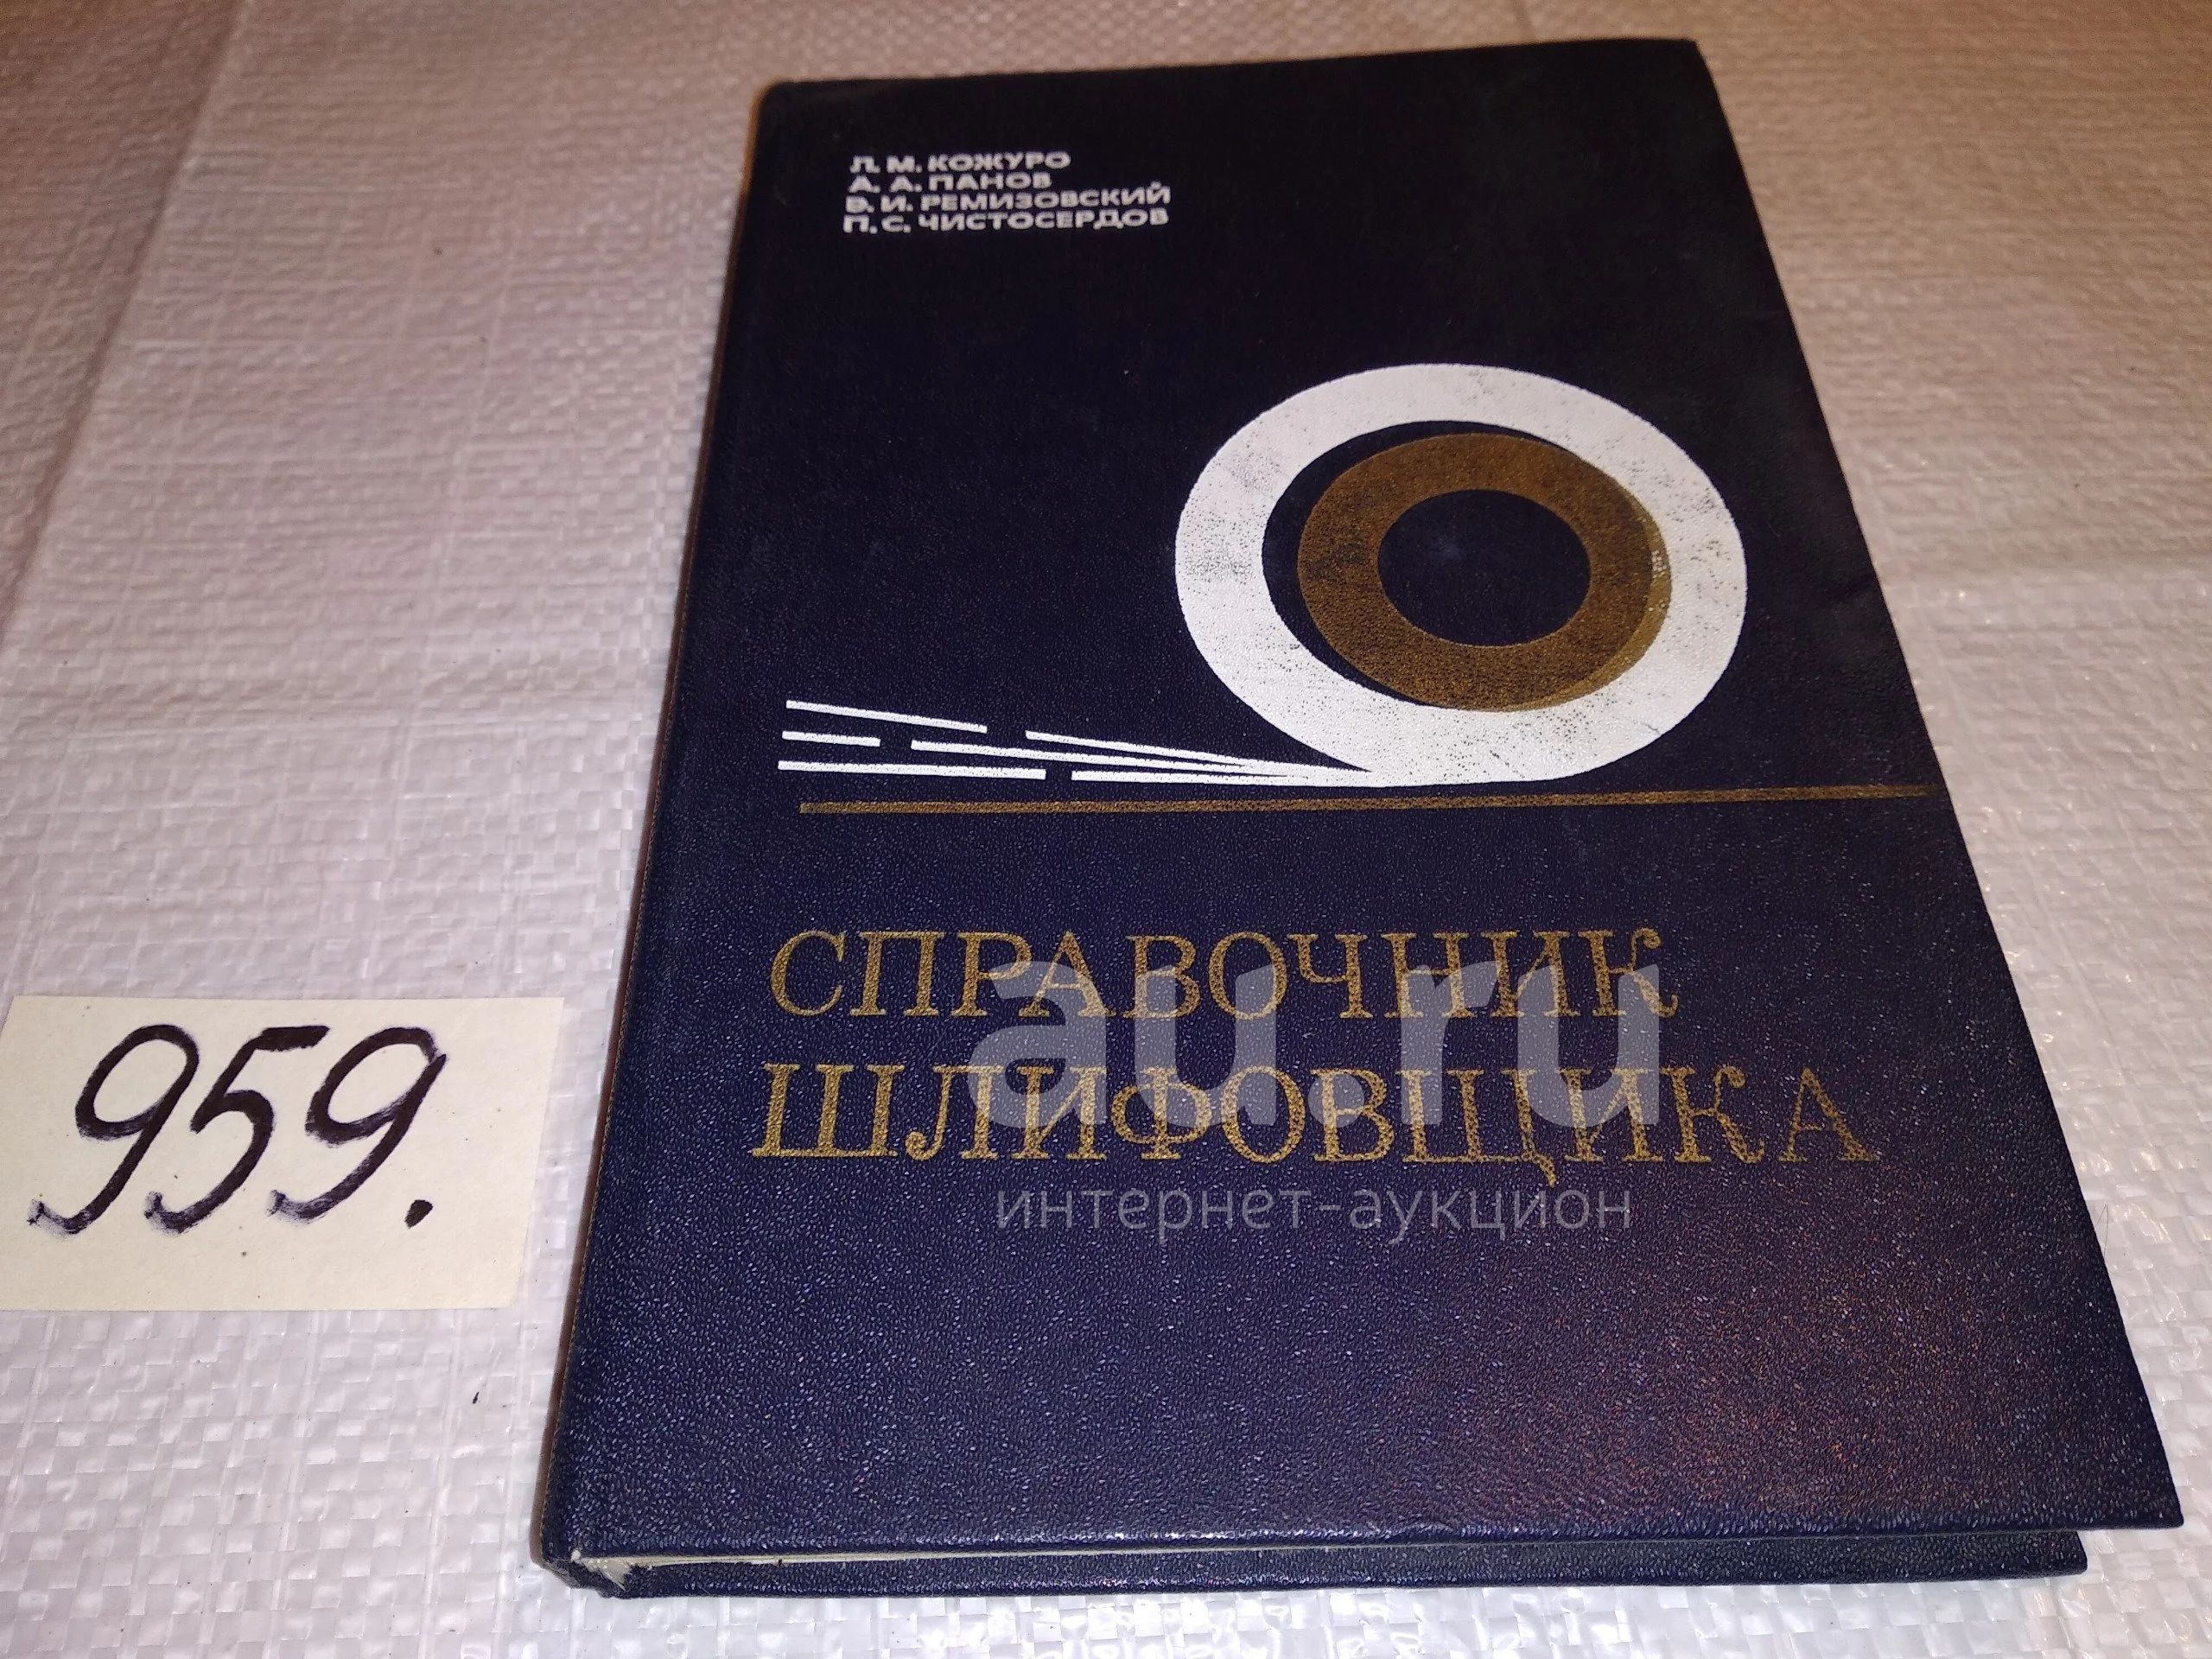 Л. М. КОЖУРО
А. А. ПАНОВ
Э. И. РЕМИЗОВСКИЙ
П. С. ЧИСТОСЕРДОВ
СПРАВОЧНИК
ШЛИФОВЩИКА
au.ru
интернет-аукцион
959.